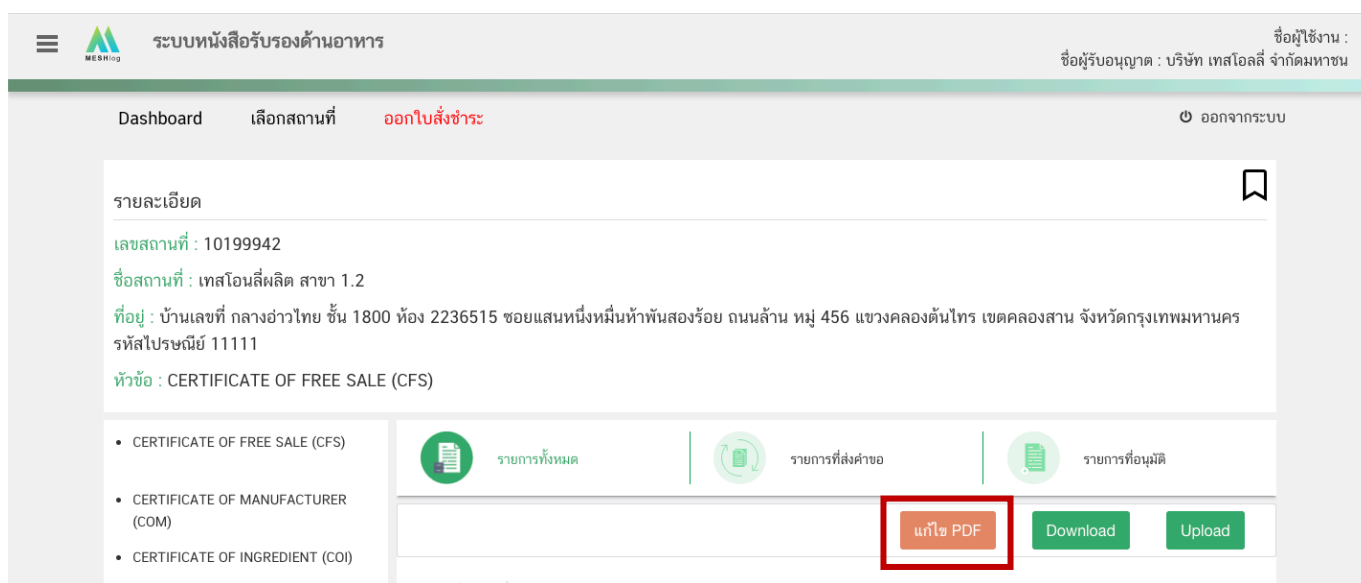 ระบบหนังสือรับรองด้านอาหาร
MESHlog
ชื่อผู้ใช้งาน :
ชื่อผู้รับอนุญาต : บริษัท เทสโอลลี่ จำกัดมหาชน
Dashboard เลือกสถานที่ ออกใบสั่งชำระ ออกจากระบบ
รายละเอียด
เลขสถานที่ : 10199942
ชื่อสถานที่ : เทสโอนลี่ผลิต สาขา 1.2
ที่อยู่ : บ้านเลขที่ กลางอ่าวไทย ชั้น 1800 ห้อง 2236515 ซอยแสนหนึ่งหมื่นห้าพันสองร้อย ถนนล้าน หมู่ 456 แขวงคลองต้นไทร เขตคลองสาน จังหวัดกรุงเทพมหานคร
รหัสไปรษณีย์ 11111
หัวข้อ : CERTIFICATE OF FREE SALE (CFS)
• CERTIFICATE OF FREE SALE (CFS)
• CERTIFICATE OF MANUFACTURER
(COM)
• CERTIFICATE OF INGREDIENT (COI)
รายการทั้งหมด รายการที่ส่งคำขอ รายการที่อนุมัติ
แก้ไข PDF Download Upload